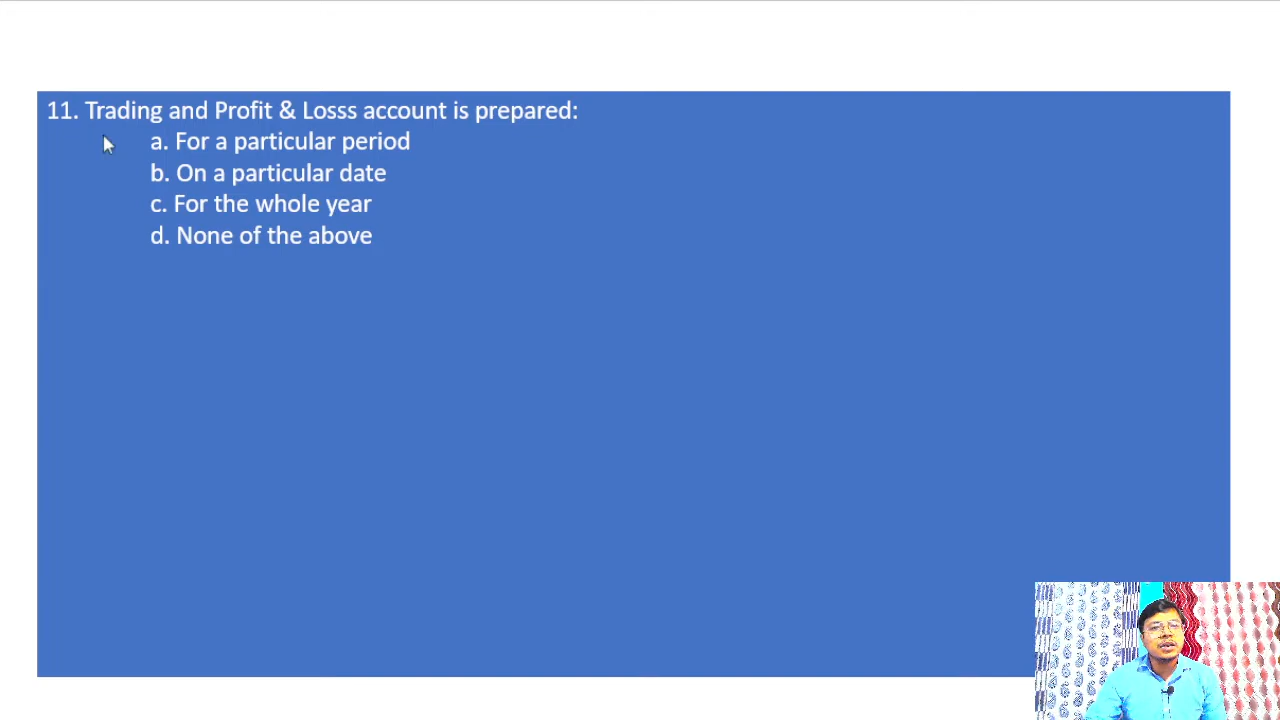 11. Trading and Profit & Losss account is prepared:
a. For a particular period
b. On a particular date
c. For the whole year
d. None of the above